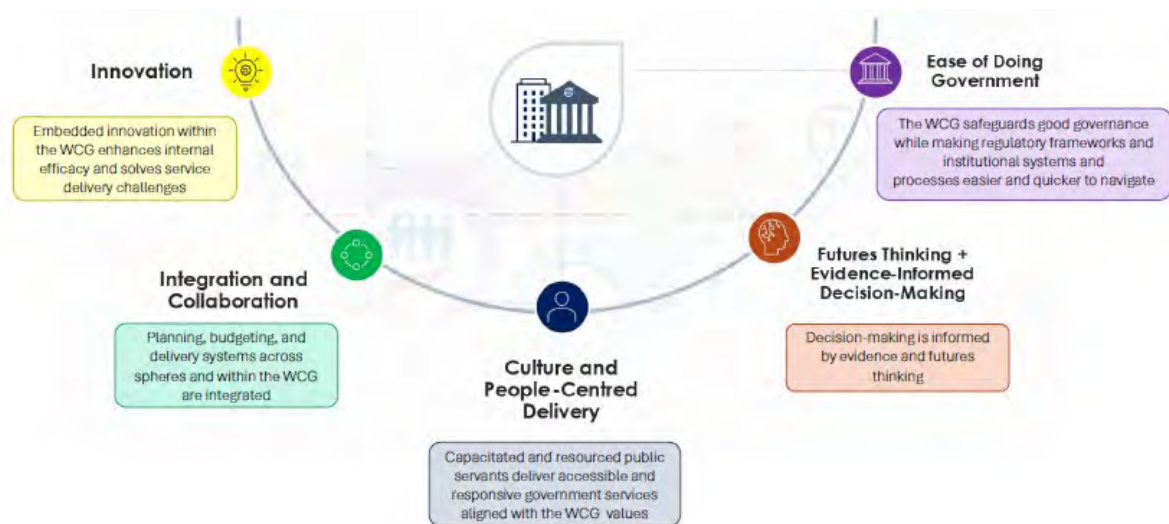 Innovation
Embedded innovation within
the WCG enhances internal
efficacy and solves service
delivery challenges
Integration and
Collaboration
Planning, budgeting, and
delivery systems across
spheres and within the WCG
are integrated
Culture and
People-Centred
Delivery
Capacitated and resourced public
servants deliver accessible and
responsive government services
aligned with the WCG values
Futures Thinking +
Evidence-Informed
Decision-Making
Decision-making is informed
by evidence and futures
thinking
Ease of Doing
Government
The WCG safeguards good governance
while making regulatory frameworks and
institutional systems and
processes easier and quicker to navigate